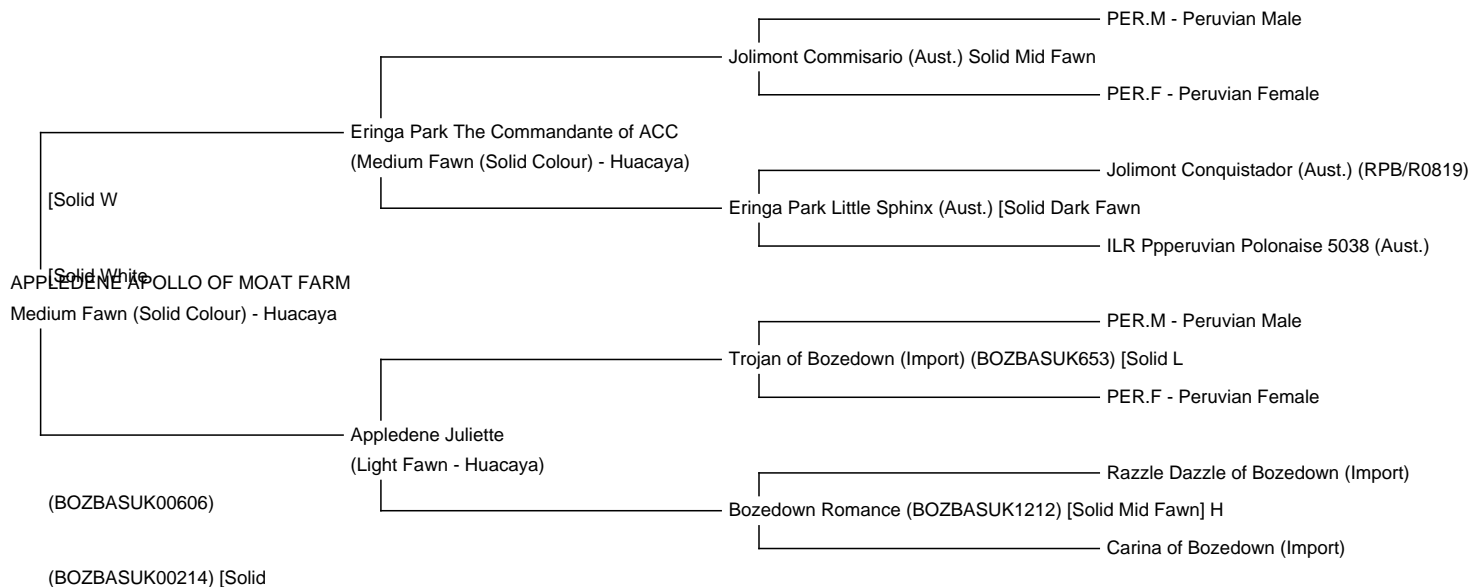 PER.M - Peruvian Male
Jolimont Commisario (Aust.) Solid Mid Fawn
PER.F - Peruvian Female
Eringa Park The Commandante of ACC
(Medium Fawn (Solid Colour) - Huacaya)
Jolimont Conquistador (Aust.) (RPB/R0819)
[Solid W
Eringa Park Little Sphinx (Aust.) [Solid Dark Fawn
ILR Ppperuvian Polonaise 5038 (Aust.)
[Solid White
APPLEDENE APOLLO OF MOAT FARM
Medium Fawn (Solid Colour) - Huacaya
PER.M - Peruvian Male
Trojan of Bozedown (Import) (BOZBASUK653) [Solid L
PER.F - Peruvian Female
Appledene Juliette
(Light Fawn - Huacaya)
Razzle Dazzle of Bozedown (Import)
(BOZBASUK00606)
Bozedown Romance (BOZBASUK1212) [Solid Mid Fawn] H
Carina of Bozedown (Import)
(BOZBASUK00214) [Solid